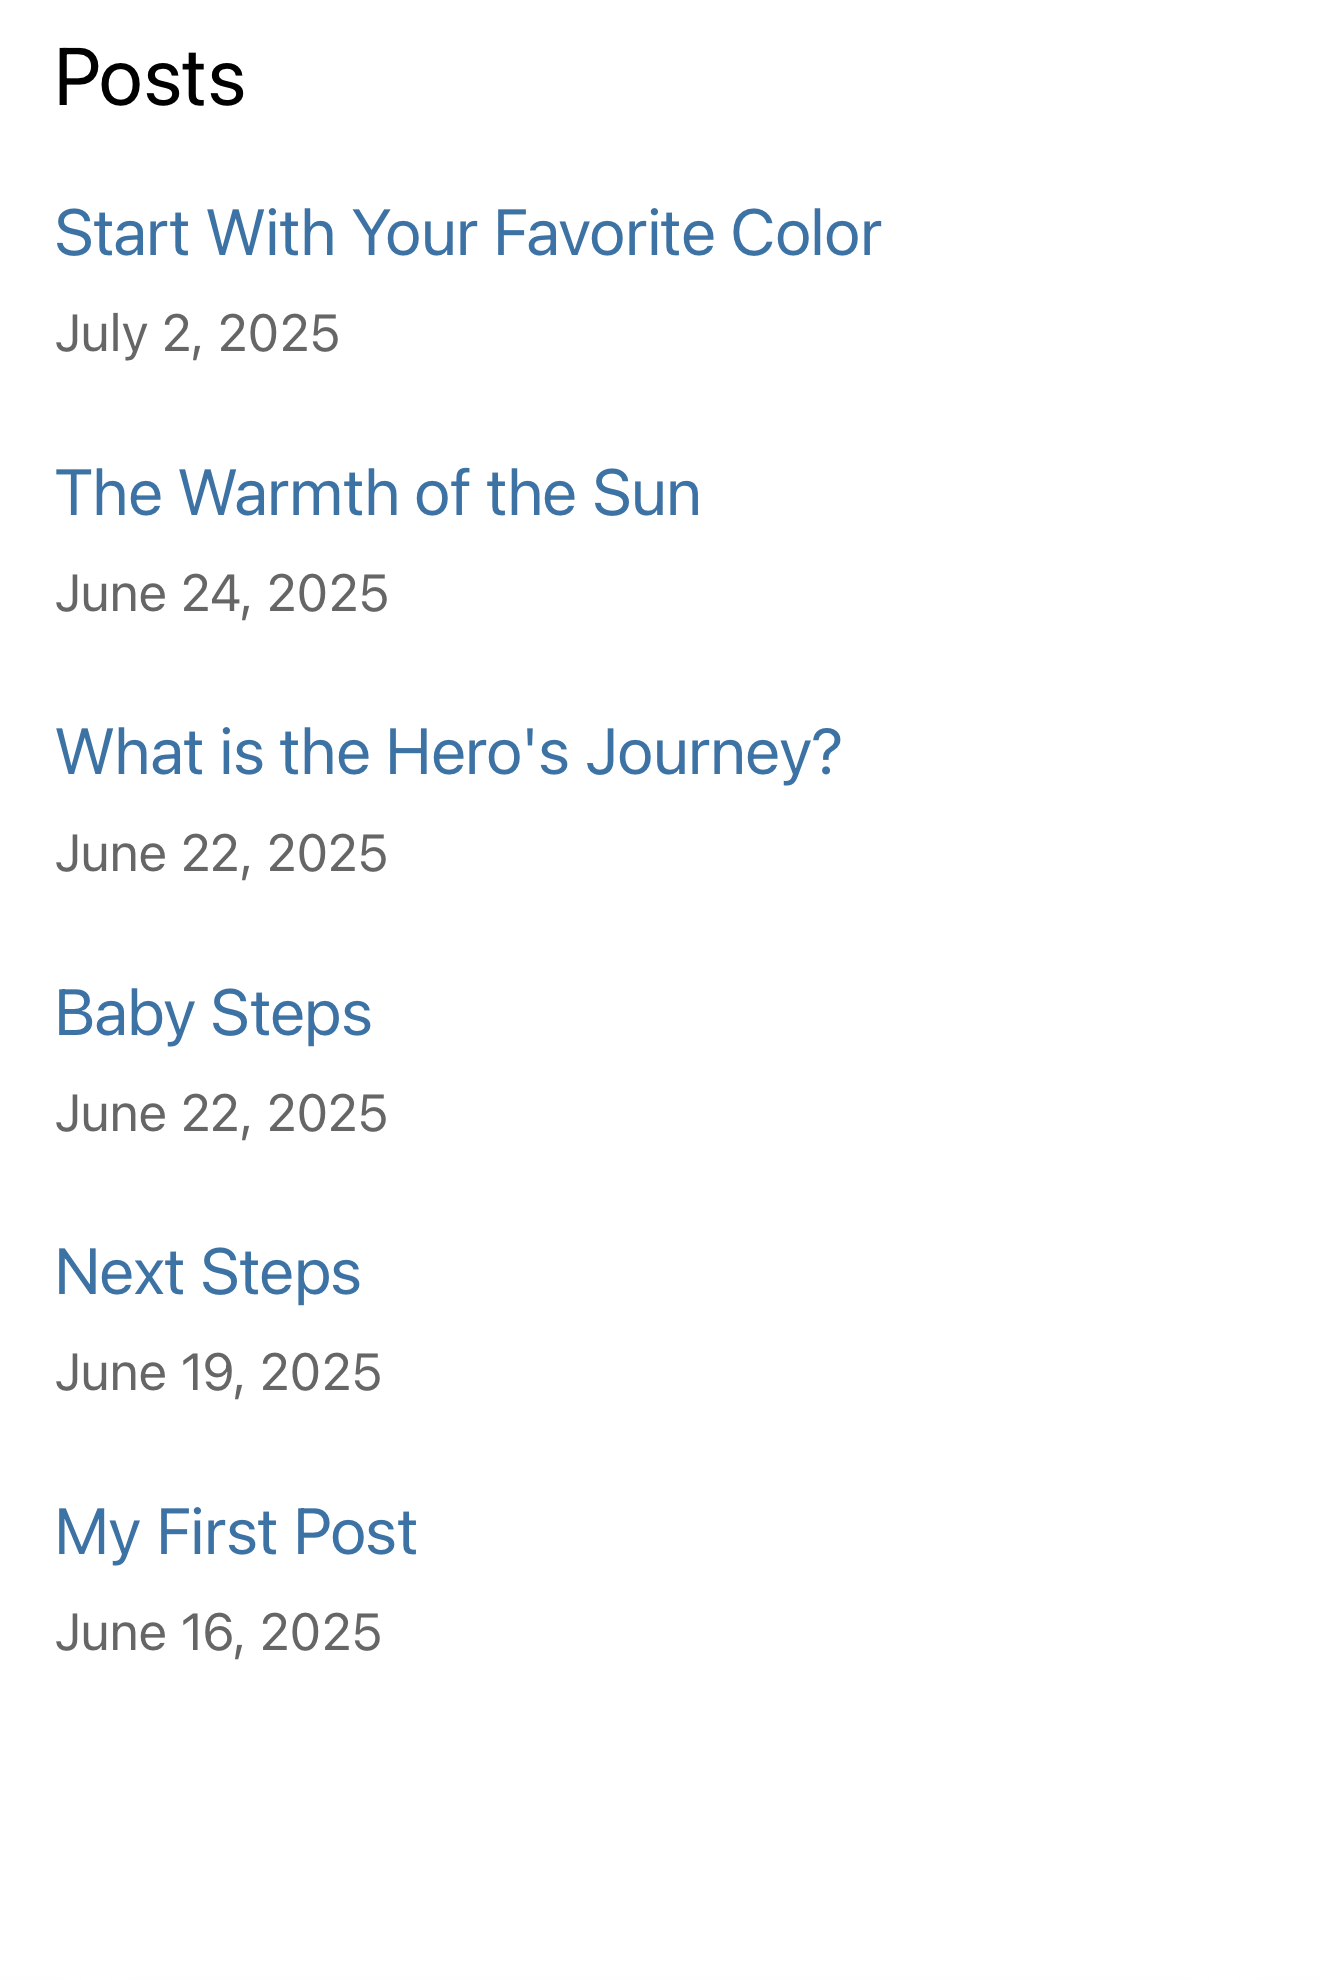 Posts
Start With Your Favorite Color
July 2, 2025
The Warmth of the Sun
June 24, 2025
What is the Hero's Journey?
June 22, 2025
Baby Steps
June 22, 2025
Next Steps
June 19, 2025
My First Post
June 16, 2025